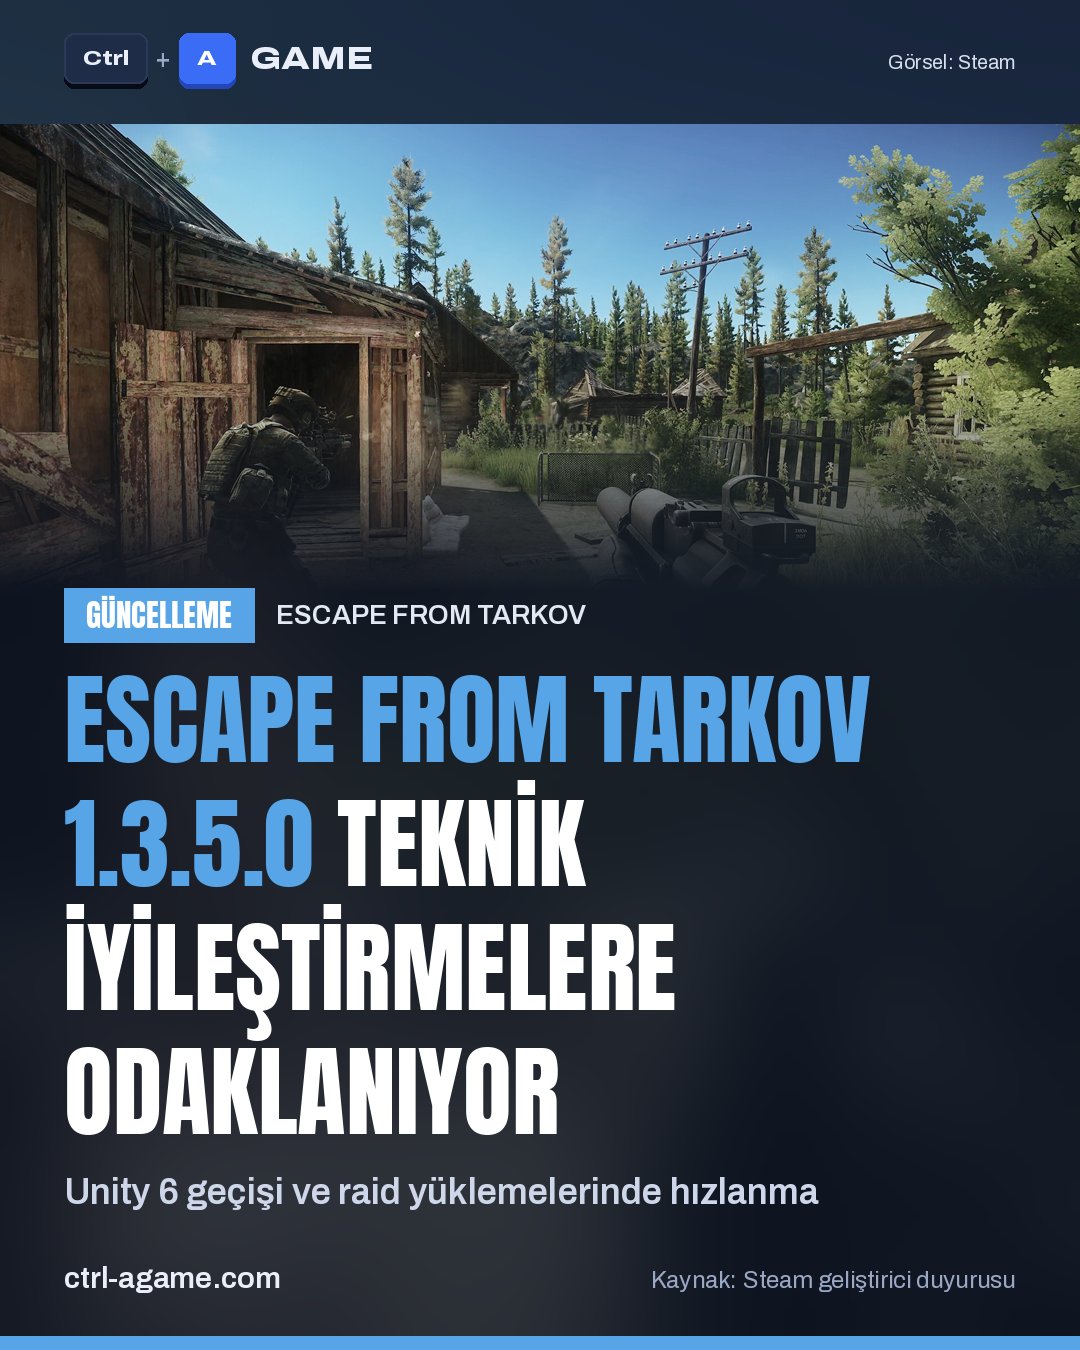 Ctrl + A GAME
Görsel: Steam
GÜNCELLEME
ESCAPE FROM TARKOV
ESCAPE FROM TARKOV
1.3.5.0 TEKNİK
İYİLEŞTİRMELERE
ODAKLANIYOR
Unity 6 geçişi ve raid yüklemelerinde hızlanma
ctrl-agame.com
Kaynak: Steam geliştirici duyurusu